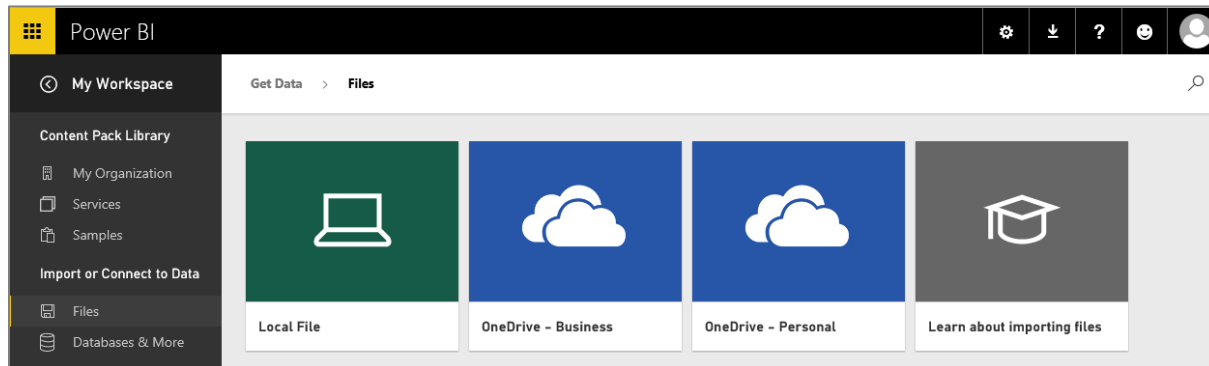 Power BI
?
My Workspace
Get Data > Files
Content Pack Library
My Organization
Services
Samples
Import or Connect to Data
Files
Databases & More
Local File
OneDrive – Business
OneDrive – Personal
Learn about importing files